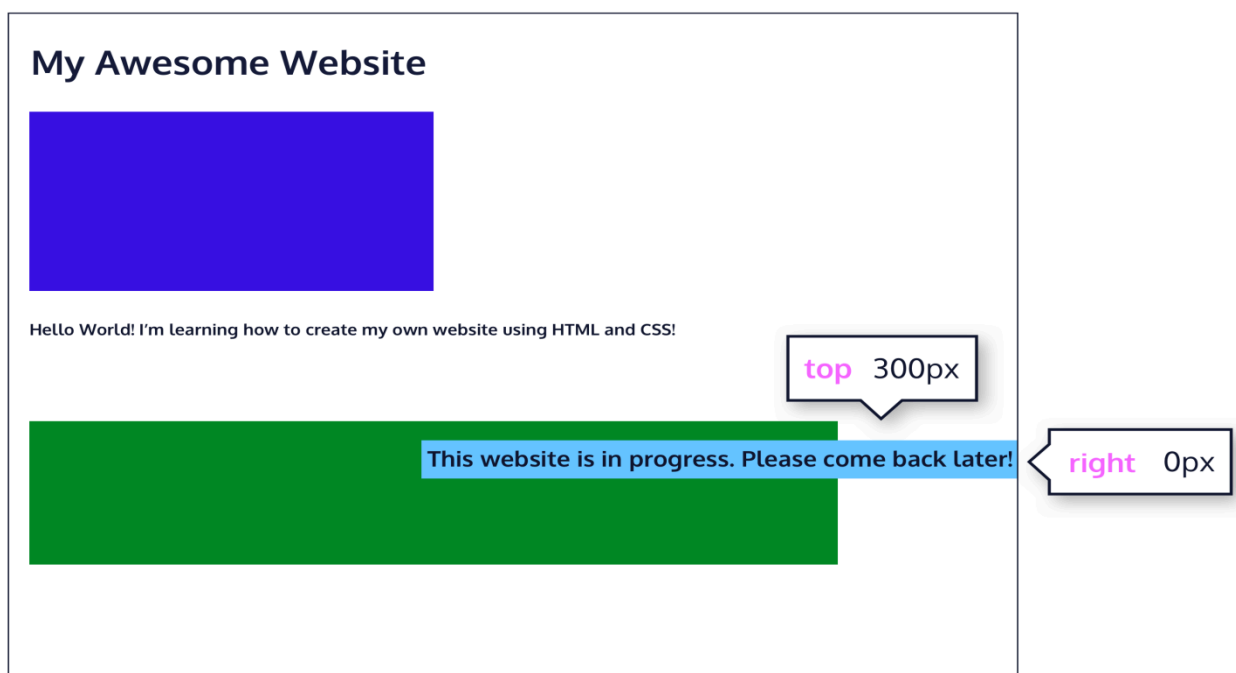 My Awesome Website
Hello World! I’m learning how to create my own website using HTML and CSS!
top 300px
This website is in progress. Please come back later!
right 0px